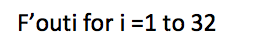 F’outi for i =1 to 32